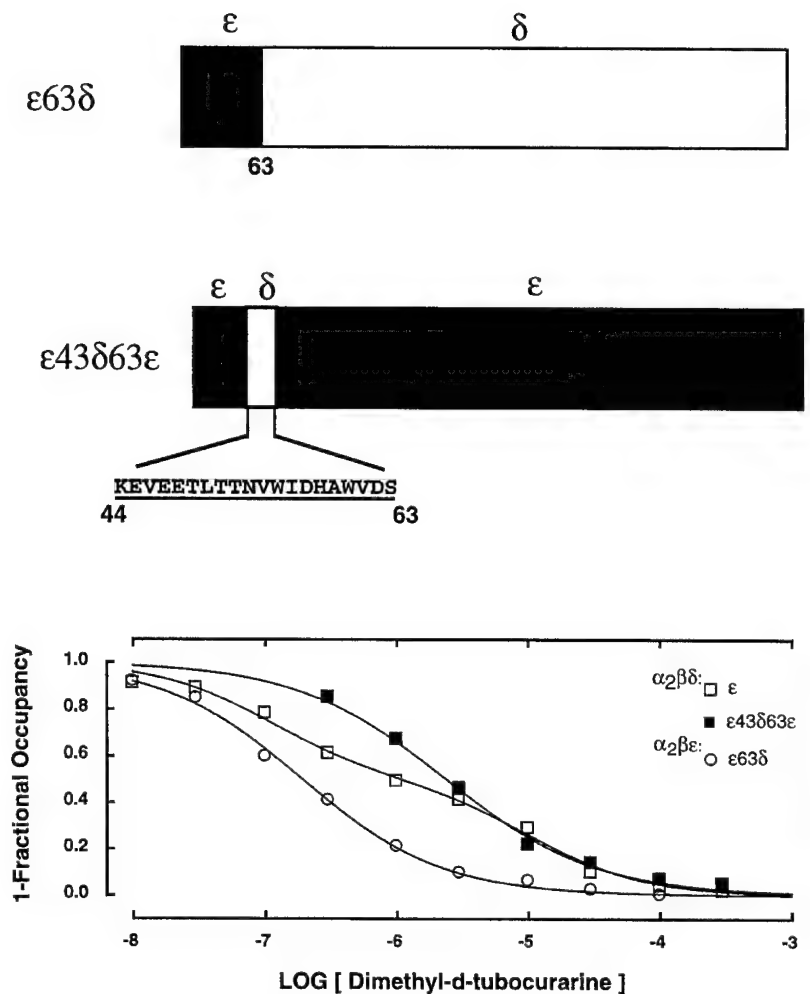 ε δ
ε63δ
63
ε δ ε
ε43δ63ε
KEVEETLTTNVWIDHAWVDS
44 63
1-Fractional Occupancy
1.0
0.8
0.6
0.4
0.2
0.0
α2βδ: □ ε
■ ε43δ63ε
α2βε: ○ ε63δ
-8 -7 -6 -5 -4 -3
LOG [ Dimethyl-d-tubocurarine ]